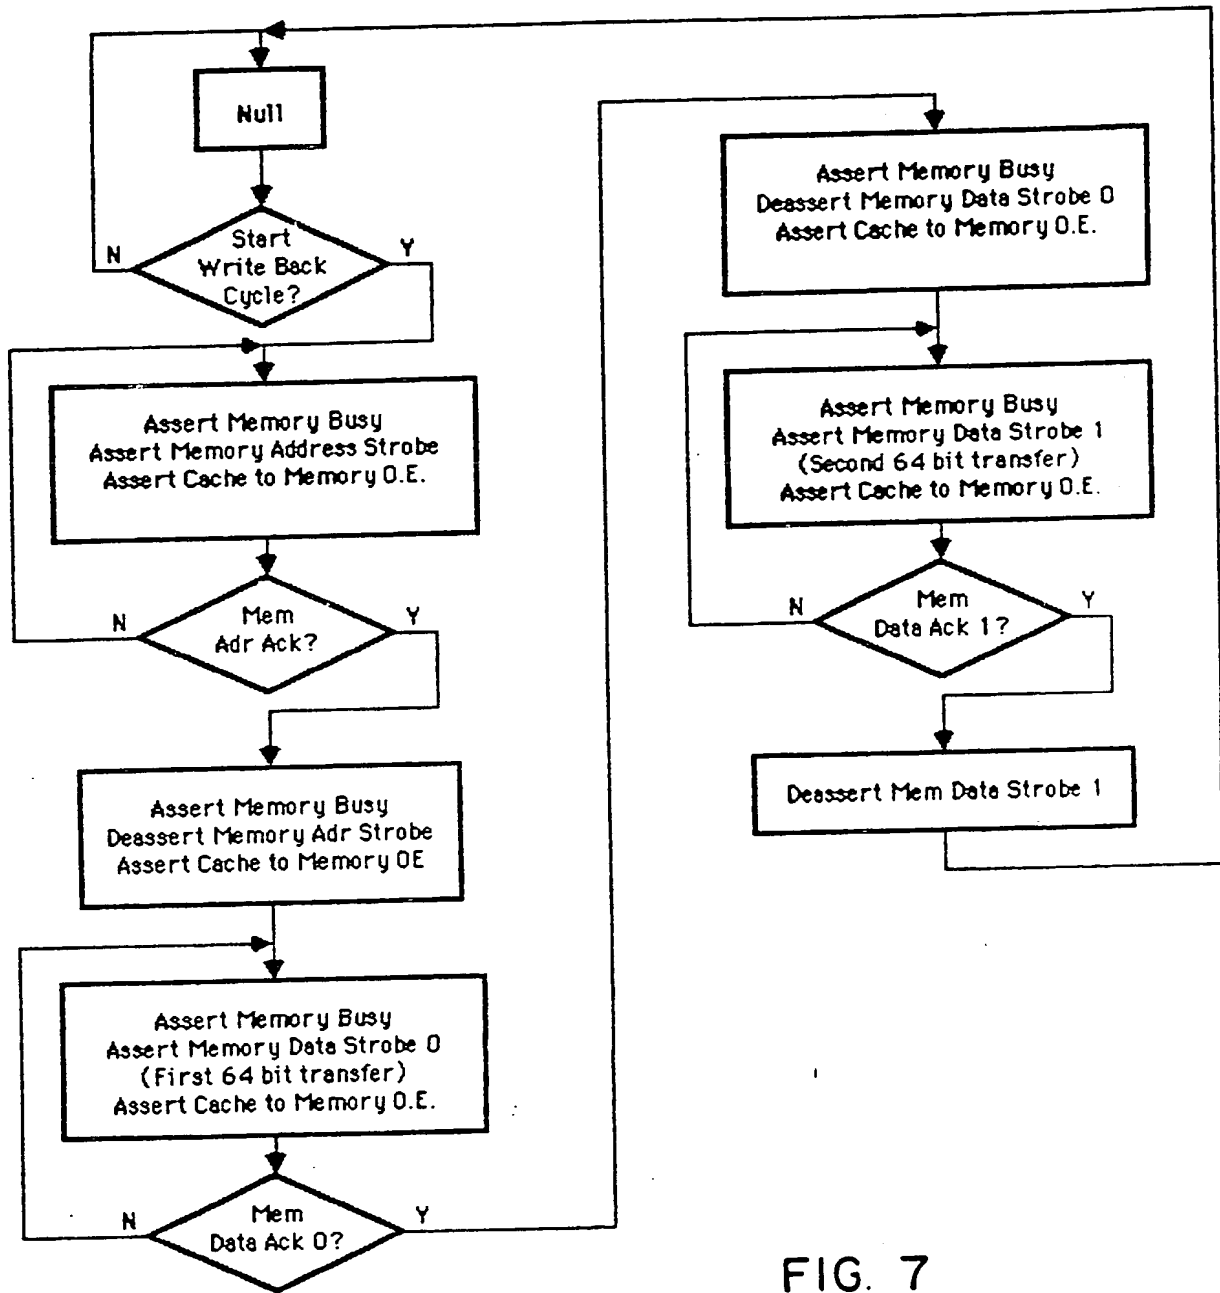 Null
Start
Write Back
Cycle?
N
Y
Assert Memory Busy
Assert Memory Address Strobe
Assert Cache to Memory O.E.
Mem
Adr Ack?
N
Y
Assert Memory Busy
Deassert Memory Adr Strobe
Assert Cache to Memory OE
Assert Memory Busy
Assert Memory Data Strobe 0
(First 64 bit transfer)
Assert Cache to Memory O.E.
Mem
Data Ack 0?
N
Y
Assert Memory Busy
Deassert Memory Data Strobe 0
Assert Cache to Memory O.E.
Assert Memory Busy
Assert Memory Data Strobe 1
(Second 64 bit transfer)
Assert Cache to Memory O.E.
Mem
Data Ack 1?
N
Y
Deassert Mem Data Strobe 1
FIG. 7